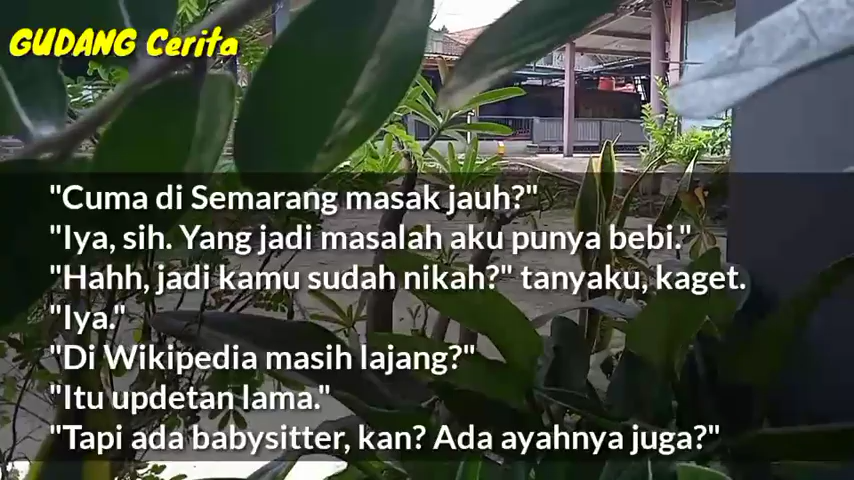 GUDANG Cerita
"Cuma di Semarang masak jauh?"
"Iya, sih. Yang jadi masalah aku punya bebi."
"Hahh, jadi kamu sudah nikah?" tanyaku, kaget.
"Iya."
"Di Wikipedia masih lajang?"
"Itu updetan lama."
"Tapi ada babysitter, kan? Ada ayahnya juga?"